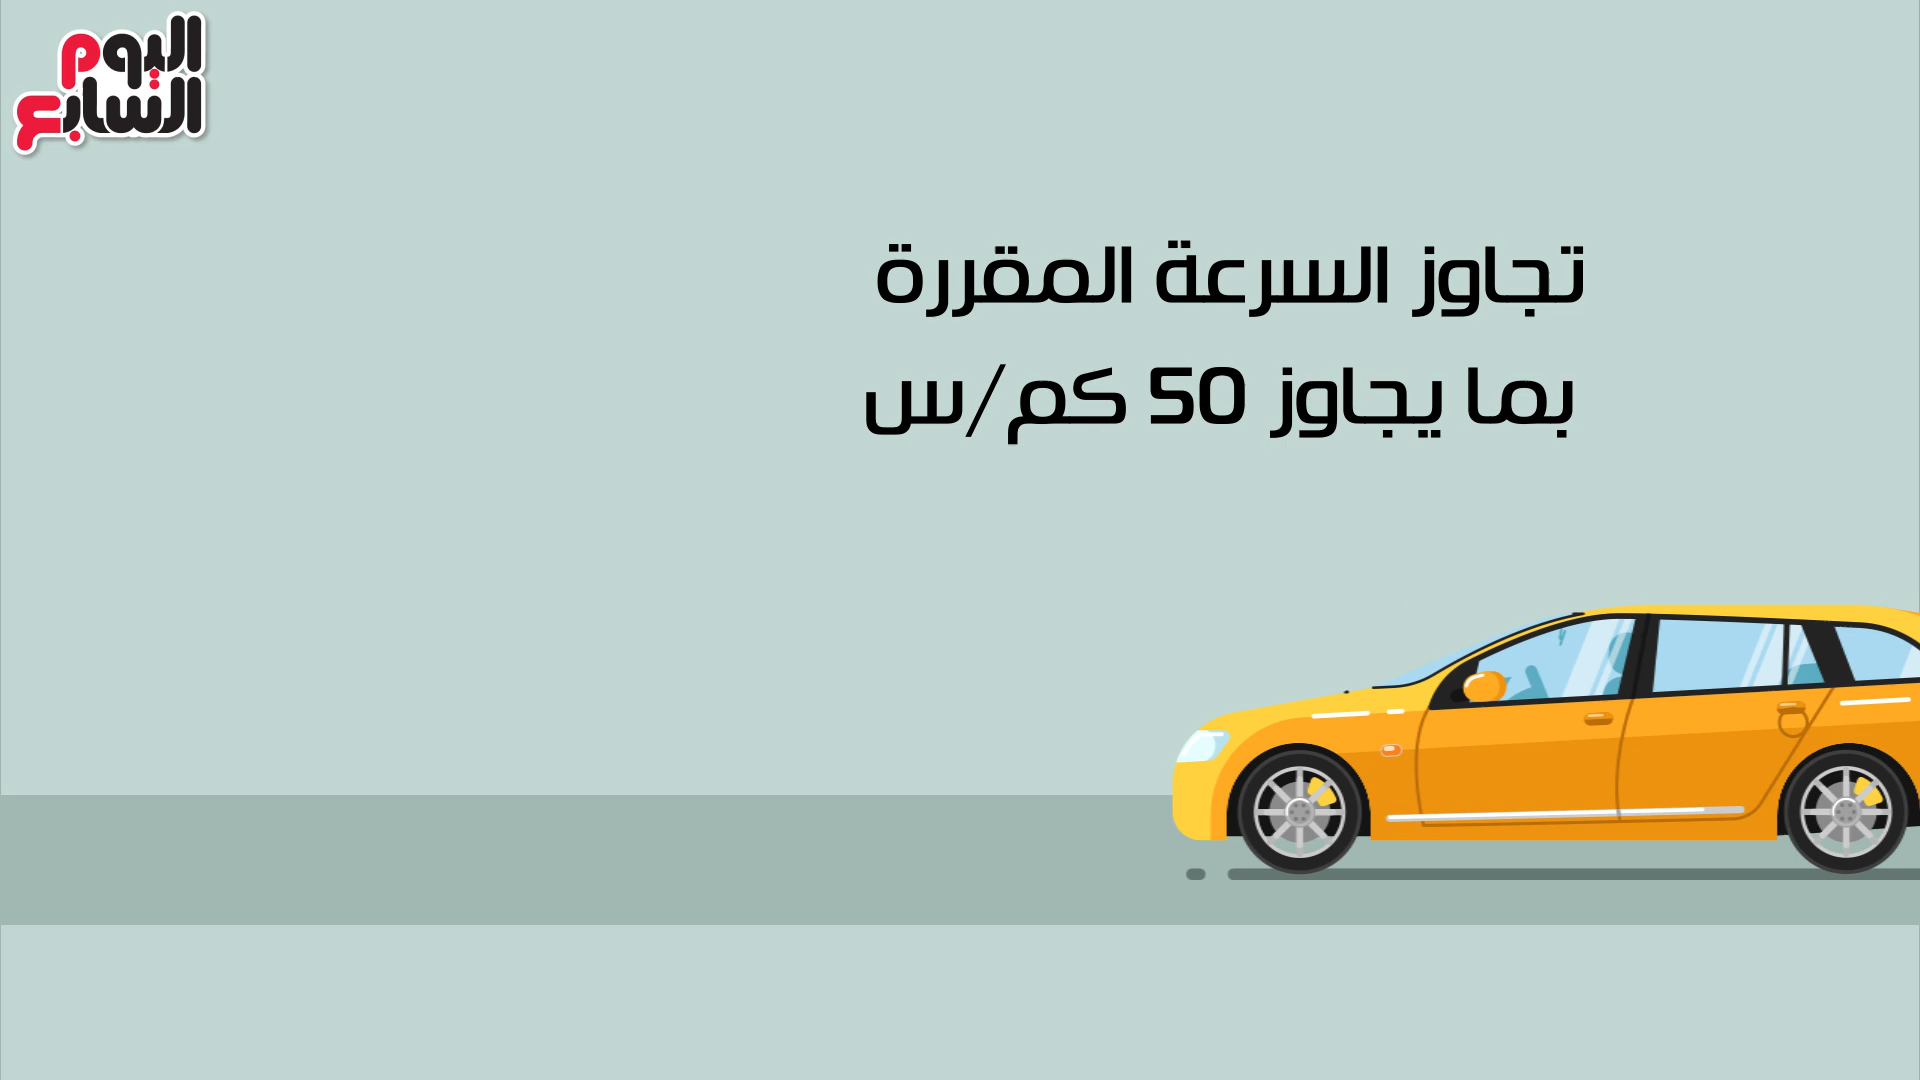 اليوم
السابع
تجاوز السرعة المقررة
بما يجاوز 50 كم/س